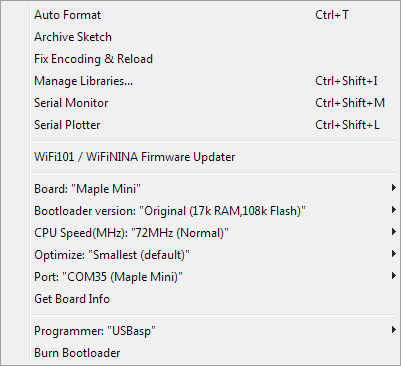 Auto Format Ctrl+T
Archive Sketch
Fix Encoding & Reload
Manage Libraries... Ctrl+Shift+I
Serial Monitor Ctrl+Shift+M
Serial Plotter Ctrl+Shift+L
WiFi101 / WiFiNINA Firmware Updater
Board: "Maple Mini"
Bootloader version: "Original (17k RAM,108k Flash)"
CPU Speed(MHz): "72MHz (Normal)"
Optimize: "Smallest (default)"
Port: "COM35 (Maple Mini)"
Get Board Info
Programmer: "USBasp"
Burn Bootloader